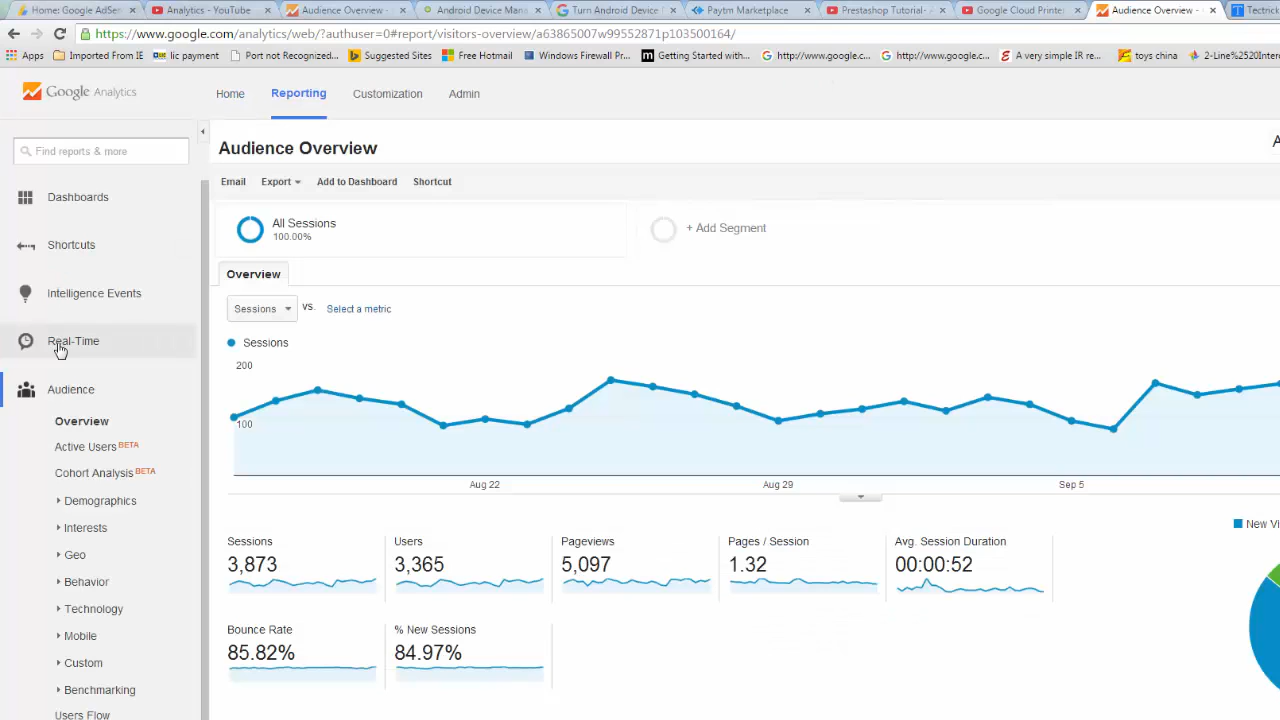 Home: Google AdSen
Analytics - YouTube
Audience Overview -
Android Device Mana
Turn Android Device
Paytm Marketplace
Prestashop Tutorial-
Google Cloud Printer
Audience Overview -
Tectrick
https://www.google.com/analytics/web/?authuser=0#report/visitors-overview/a63865007w99552871p103500164/
Apps
Imported From IE
lic payment
Port not Recognized...
Suggested Sites
Free Hotmail
Windows Firewall Pr...
Getting Started with...
http://www.google.c...
http://www.google.c...
A very simple IR re...
toys china
2-Line%2520Inter
Google Analytics
Home
Reporting
Customization
Admin
Find reports & more
Audience Overview
A
Email
Export
Add to Dashboard
Shortcut
Dashboards
Shortcuts
Intelligence Events
Real-Time
Audience
Overview
Active Users BETA
Cohort Analysis BETA
Demographics
Interests
Geo
Behavior
Technology
Mobile
Custom
Benchmarking
Users Flow
All Sessions
100.00%
+ Add Segment
Overview
Sessions
VS.
Select a metric
Sessions
200
100
Aug 22
Aug 29
Sep 5
New Vi
Sessions
3,873
Users
3,365
Pageviews
5,097
Pages / Session
1.32
Avg. Session Duration
00:00:52
Bounce Rate
85.82%
% New Sessions
84.97%